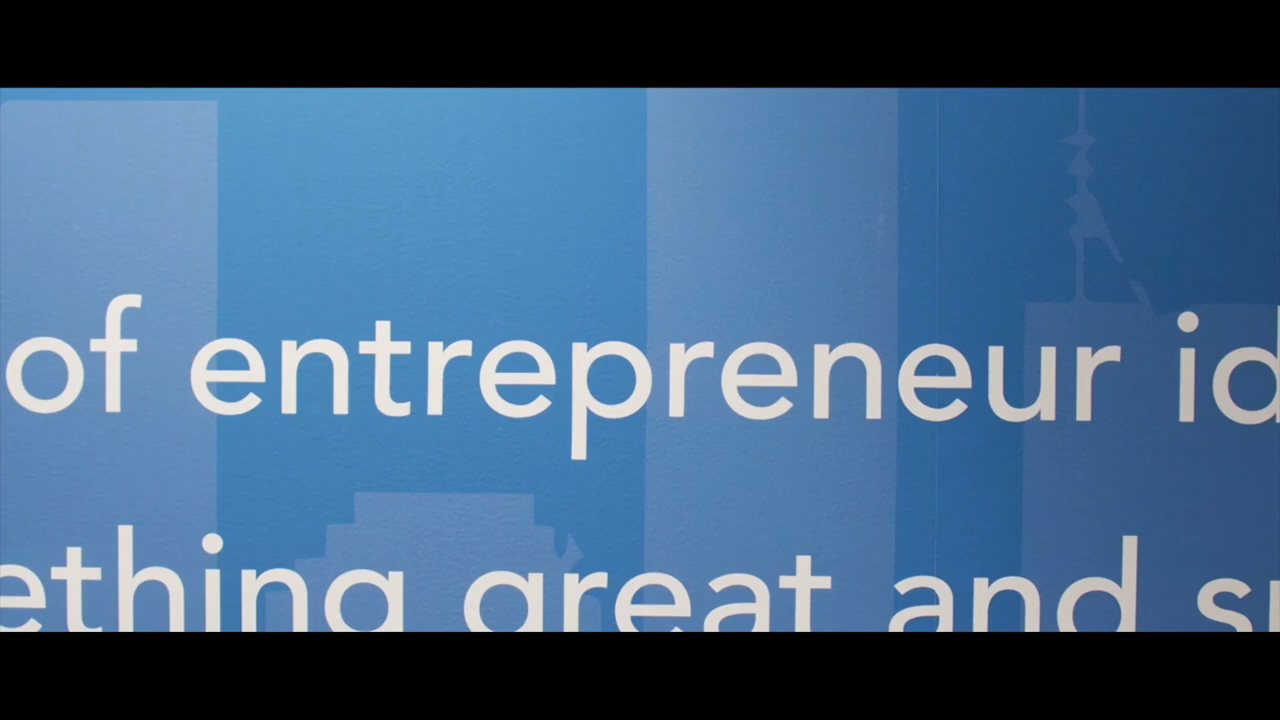 of entrepreneur id
ething great and s